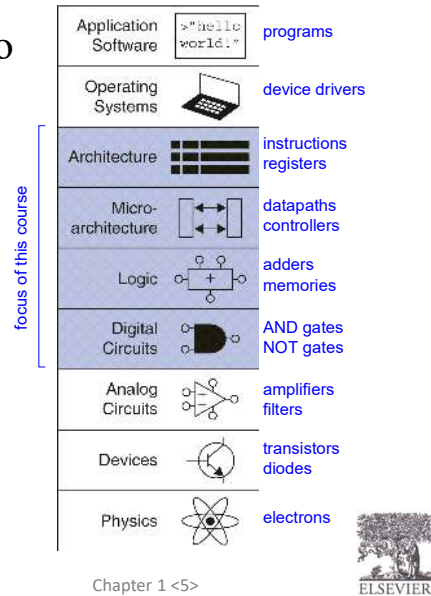 o
Application
Software
>"hello
world!"
programs
Operating
Systems
device drivers
focus of this course
Architecture
instructions
registers
Micro-
architecture
datapaths
controllers
Logic
+
adders
memories
Digital
Circuits
AND gates
NOT gates
Analog
Circuits
amplifiers
filters
Devices
transistors
diodes
Physics
electrons
Chapter 1 <5>
ELSEVIER